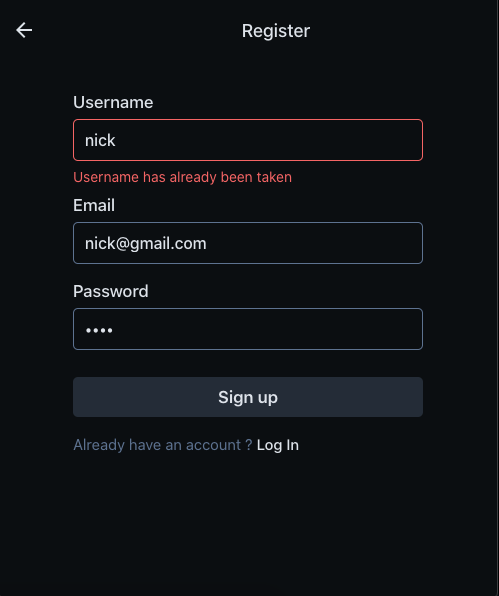 Register
Username
nick
Username has already been taken
Email
nick@gmail.com
Password
••••
Sign up
Already have an account ? Log In